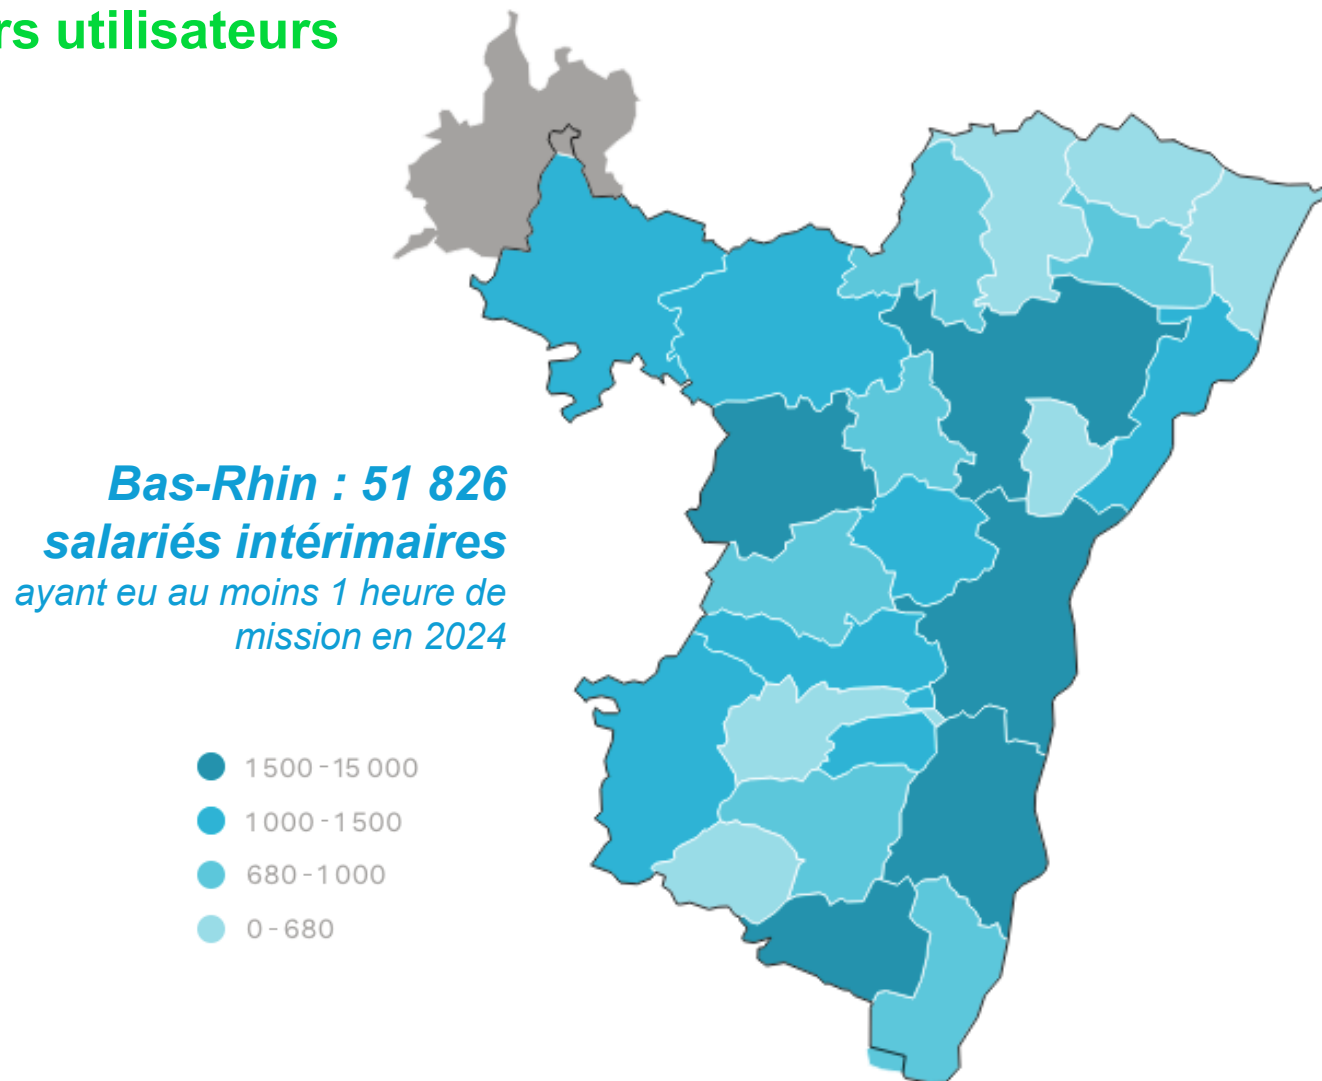 rs utilisateurs
Bas-Rhin : 51 826
salariés intérimaires
ayant eu au moins 1 heure de
mission en 2024
1 500 - 15 000
1 000 - 1 500
680 - 1 000
0 - 680